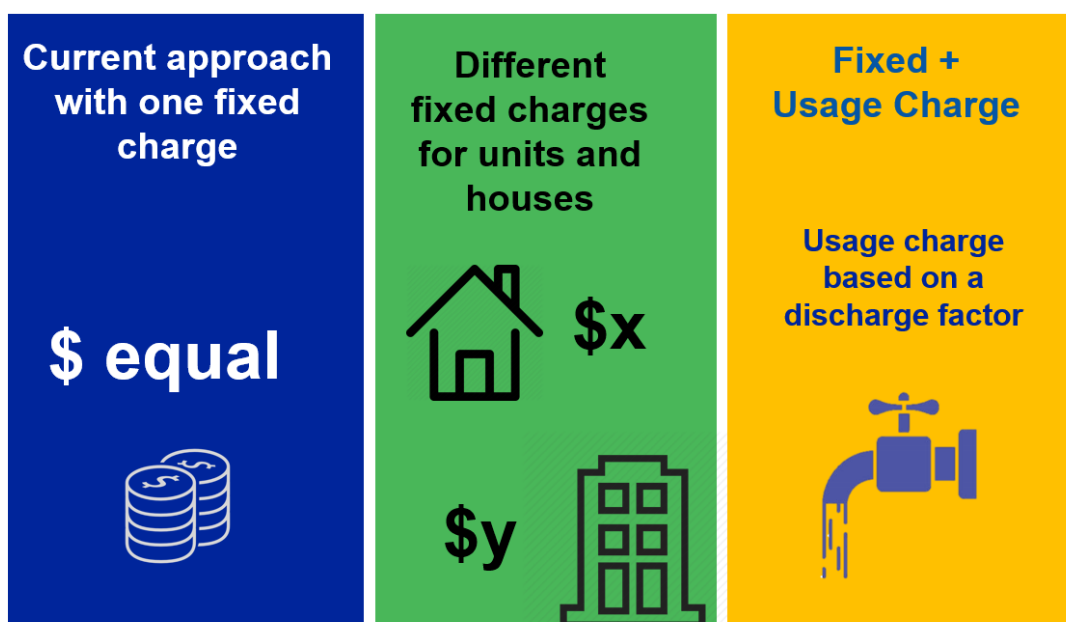 Current approach
with one fixed
charge
$ equal
Different
fixed charges
for units and
houses
$x
$y
Fixed +
Usage Charge
Usage charge
based on a
discharge factor